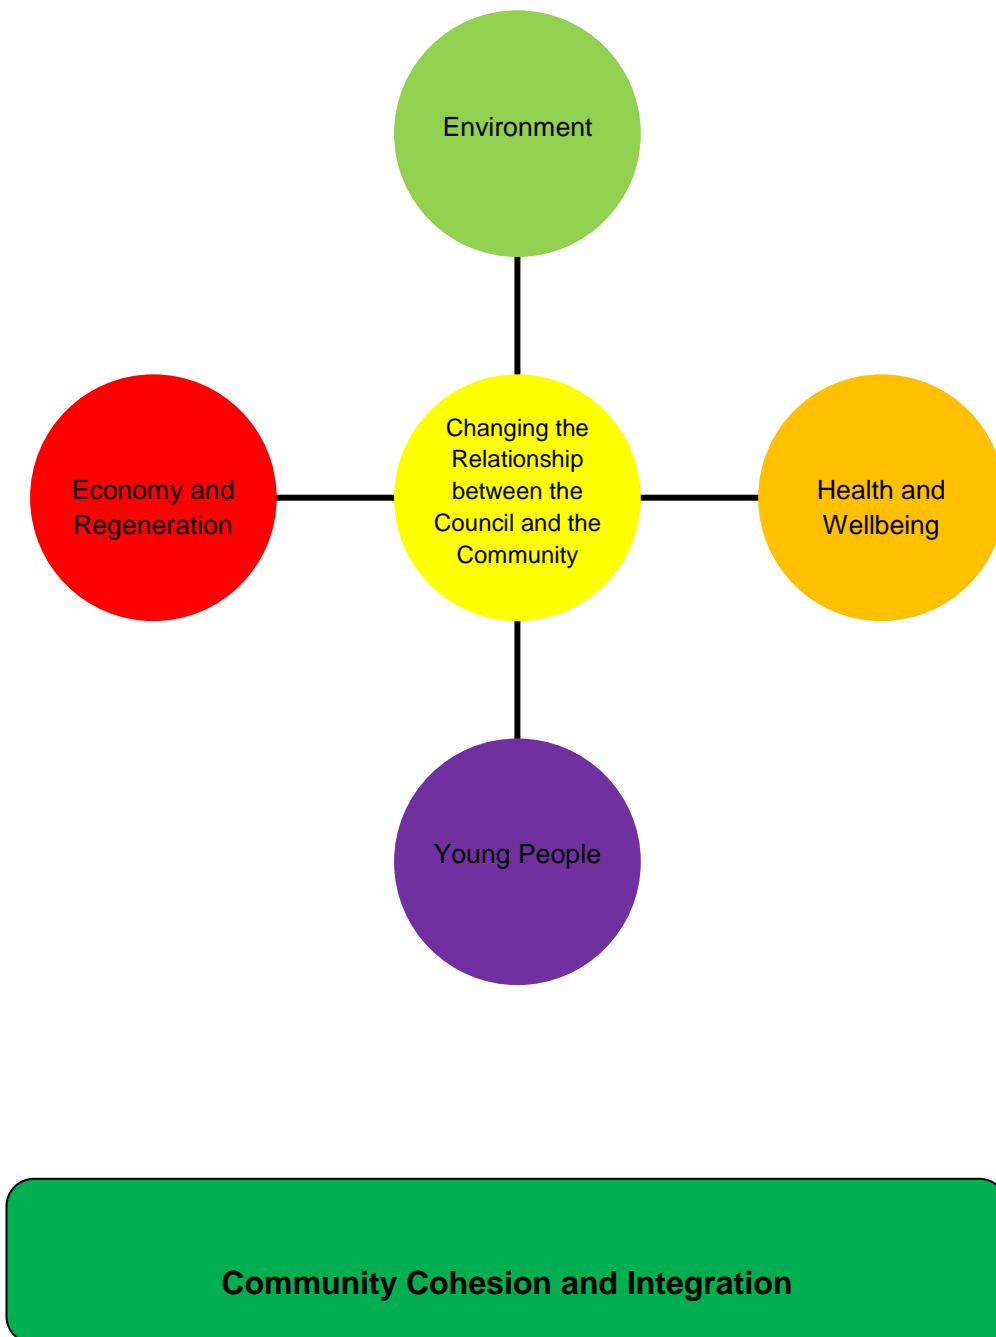 Environment
Changing the
Relationship
between the
Council and the
Community
Economy and
Regeneration
Health and
Wellbeing
Young People
Community Cohesion and Integration